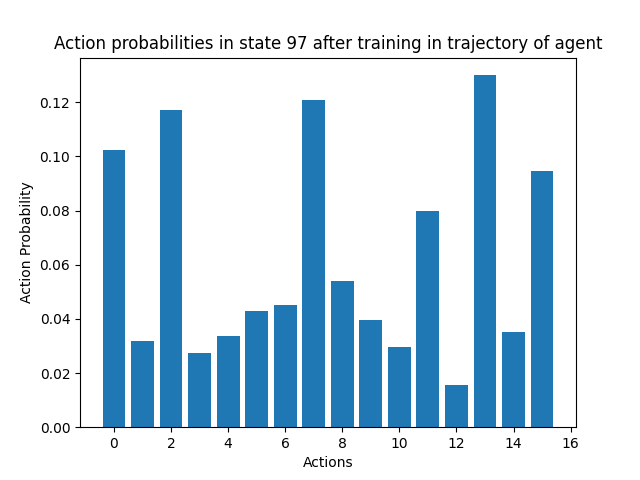 Action probabilities in state 97 after training in trajectory of agent
0.12
0.10
0.08
0.06
0.04
0.02
0.00
Action Probability
0 2 4 6 8 10 12 14 16
Actions